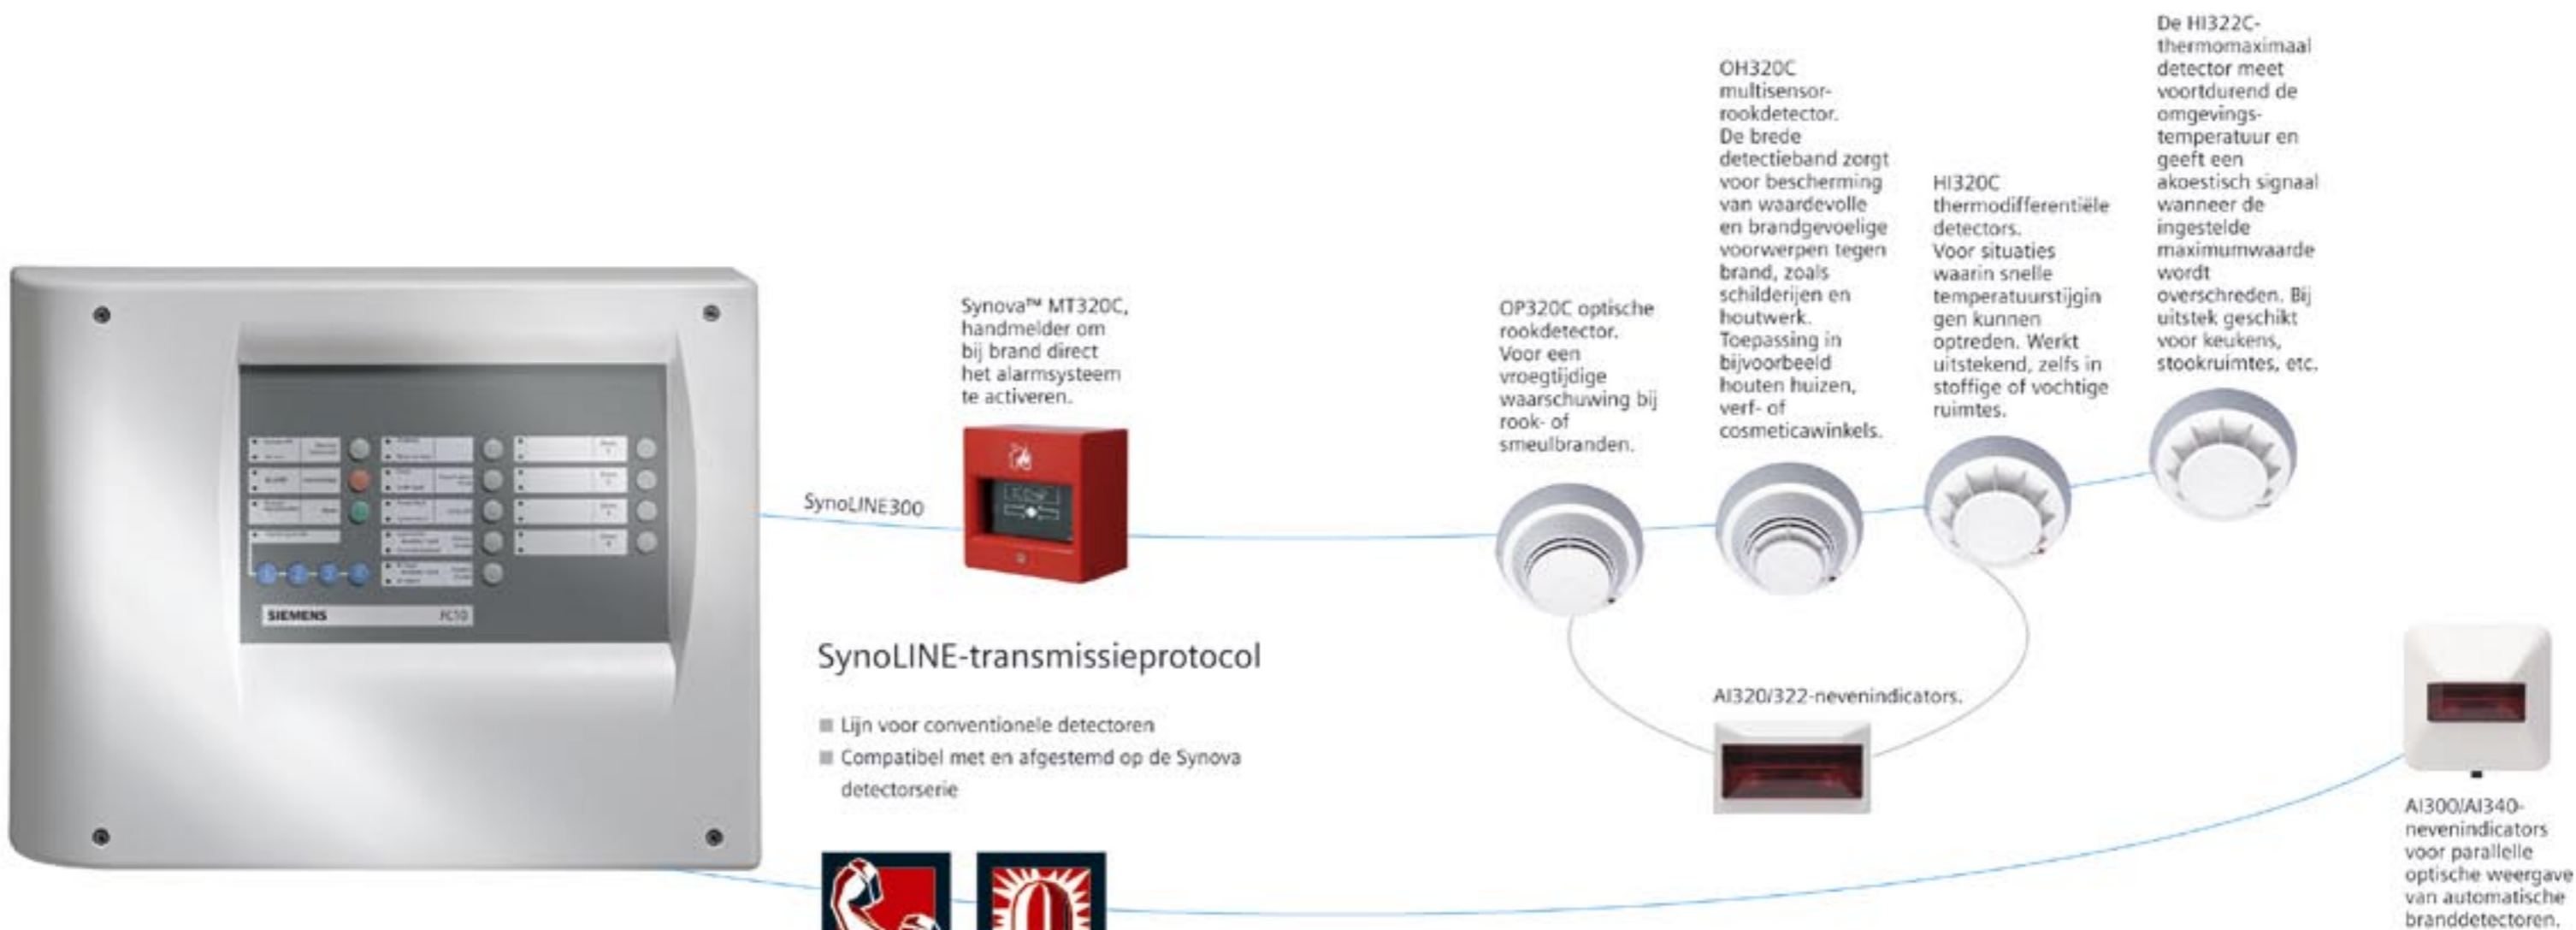 De HI322C-
thermomaximaal
detector meet
voortdurend de
omgevings-
temperatuur en
geeft een
akoestisch signaal
wanneer de
ingestelde
maximumwaarde
wordt
overschreden. Bij
uitstek geschikt
voor keukens,
stookruimtes, etc.
OH320C
multisensor-
rookdetector.
De brede
detectieband zorgt
voor bescherming
van waardevolle
en brandgevoelige
voorwerpen tegen
brand, zoals
schilderijen en
houtwerk.
Toepassing in
bijvoorbeeld
houten huizen,
verf- of
cosmeticawinkels.
HI320C
thermodifferentiële
detectors.
Voor situaties
waarin snelle
temperatuurstijgin
gen kunnen
optreden. Werkt
uitstekend, zelfs in
stoffige of vochtige
ruimtes.
Synova™ MT320C,
handmelder om
bij brand direct
het alarmsysteem
te activeren.
OP320C optische
rookdetector.
Voor een
vroegtijdige
waarschuwing bij
rook- of
smeulbranden.
SynoLINE300
SIEMENS FC10
SynoLINE-transmissieprotocol
Lijn voor conventionele detectoren
Compatibel met en afgestemd op de Synova
detectorserie
AI320/322-nevenindicators.
AI300/AI340-
nevenindicators
voor parallelle
optische weergave
van automatische
branddetectoren.